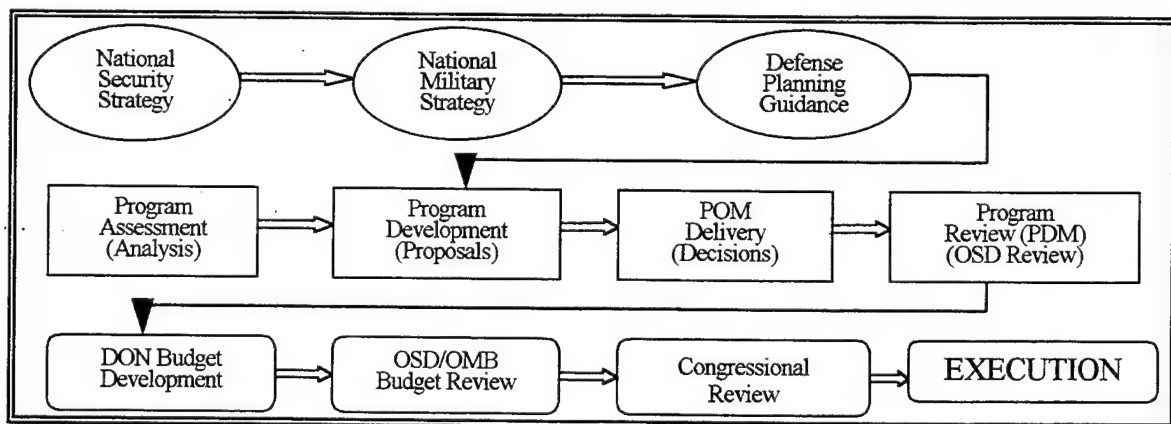 National
Security
Strategy
National
Military
Strategy
Defense
Planning
Guidance
Program
Assessment
(Analysis)
Program
Development
(Proposals)
POM
Delivery
(Decisions)
Program
Review (PDM)
(OSD Review)
DON Budget
Development
OSD/OMB
Budget Review
Congressional
Review
EXECUTION